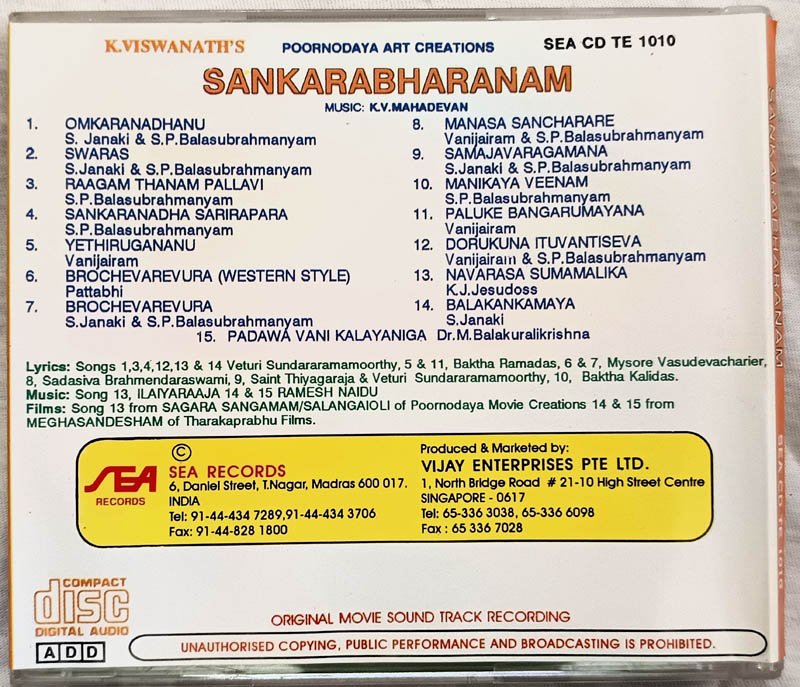 K.VISWANATH'S POORNODAYA ART CREATIONS SEA CD TE 1010
SANKARABHARANAM
MUSIC: K.V.MAHADEVAN
1. OMKARANADHANU
S. Janaki & S.P.Balasubrahmanyam
2. SWARAS
S.Janaki & S.P.Balasubrahmanyam
3. RAAGAM THANAM PALLAVI
S.P.Balasubrahmanyam
4. SANKARANADHA SARIRAPARA
S.P.Balasubrahmanyam
5. YETHIRUGANANU
Vanijairam
6. BROCHEVAREVURA (WESTERN STYLE)
Pattabhi
7. BROCHEVAREVURA
S.Janaki & S.P.Balasubrahmanyam
8. MANASA SANCHARARE
Vanijairam & S.P.Balasubrahmanyam
9. SAMAJAVARAGAMANA
S.Janaki & S.P.Balasubrahmanyam
10. MANIKAYA VEENAM
S.P.Balasubrahmanyam
11. PALUKE BANGARUMAYANA
Vanijairam
12. DORUKUNA ITUVANTISEVA
Vanijairam & S.P.Balasubrahmanyam
13. NAVARASA SUMAMALIKA
K.J.Jesudoss
14. BALAKANKAMAYA
S.Janaki
15. PADAWA VANI KALAYANIGA Dr.M.Balakuralikrishna
Lyrics: Songs 1,3,4,12,13 & 14 Veturi Sundararamamoorthy, 5 & 11, Baktha Ramadas, 6 & 7, Mysore Vasudevacharier,
8, Sadasiva Brahmendaraswami, 9, Saint Thiyagaraja & Veturi Sundararamamoorthy, 10, Baktha Kalidas.
Music: Song 13, ILAIYARAAJA 14 & 15 RAMESH NAIDU
Films: Song 13 from SAGARA SANGAMAM/SALANGAIOLI of Poornodaya Movie Creations 14 & 15 from
MEGHASANDESHAM of Tharakaprabhu Films.
SEA
RECORDS
©
SEA RECORDS
6, Daniel Street, T.Nagar, Madras 600 017.
INDIA
Tel: 91-44-434 7289,91-44-434 3706
Fax: 91-44-828 1800
Produced & Marketed by:
VIJAY ENTERPRISES PTE LTD.
1, North Bridge Road # 21-10 High Street Centre
SINGAPORE - 0617
Tel: 65-336 3038, 65-336 6098
Fax : 65 336 7028
COMPACT
disc
DIGITAL AUDIO
A D D
ORIGINAL MOVIE SOUND TRACK RECORDING
UNAUTHORISED COPYING, PUBLIC PERFORMANCE AND BROADCASTING IS PROHIBITED.
SANKARABHARANAM SEA CD TE 1010